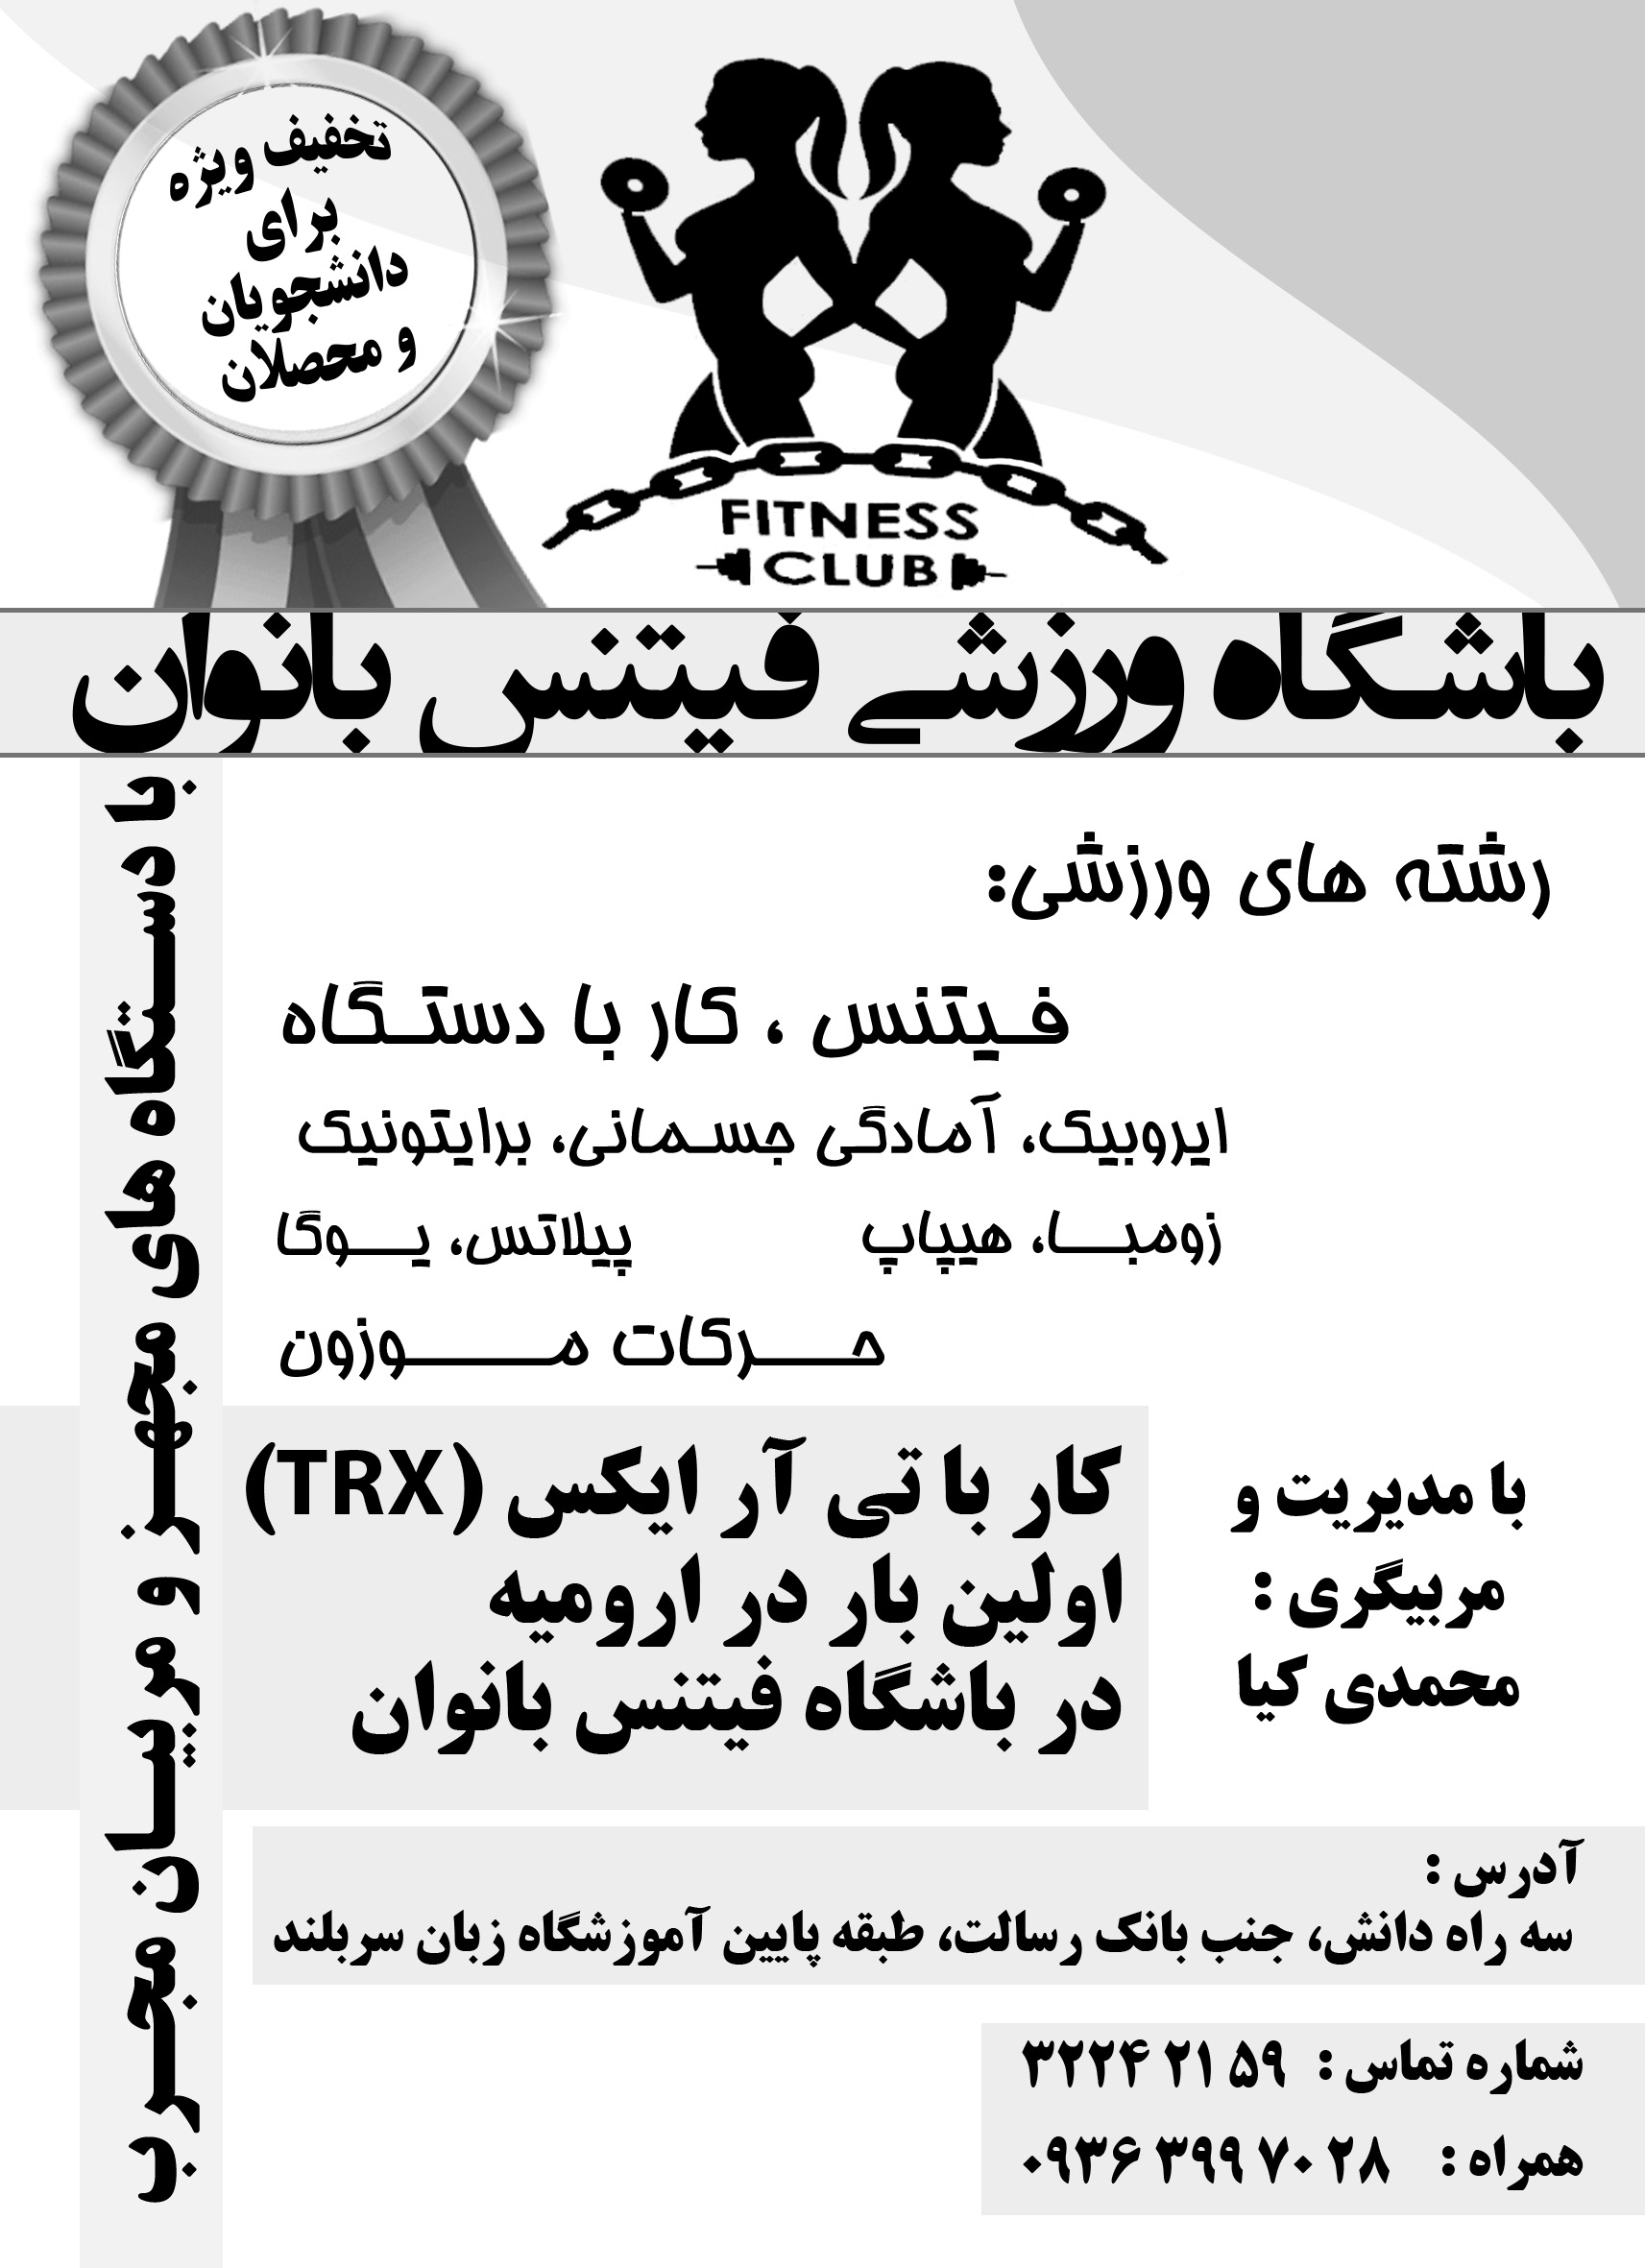 تخفیف ویژه
برای
دانشجویان
و محصلان
FITNESS
CLUB
باشگاه ورزشی فیتنس بانوان
با دستگاه های مجهز و مربیان مجرب
رشته های ورزشی:
فیتنس ، کار با دستگاه
ایروبیک، آمادگی جسمانی، برایتونیک
زومبا، هیپاپ پیلاتس، یوگا
حرکات موزون
کار با تی آر ایکس (TRX)
اولین بار در ارومیه
در باشگاه فیتنس بانوان
با مدیریت و
مربیگری :
محمدی کیا
آدرس :
سه راه دانش، جنب بانک رسالت، طبقه پایین آموزشگاه زبان سربلند
شماره تماس : ۳۲۲۴ ۲۱ ۵۹
همراه : ۰۹۳۶ ۳۹۹ ۷۰ ۲۸